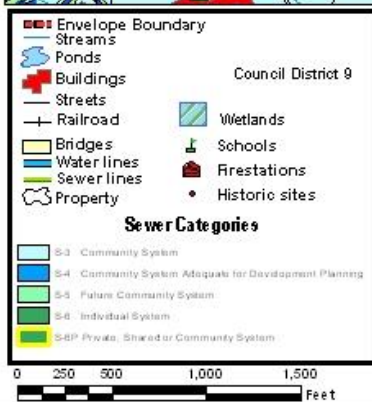 Envelope Boundary
Streams
Ponds
Buildings
Council District 9
Streets
Railroad
Wetlands
Bridges
Schools
Water lines
Firestations
Sewer lines
Property
Historic sites
Sewer Categories
S-3 Community System
S-4 Community System Adequate for Development Planning
S-5 Future Community System
S-6 Individual System
S-6P Private, Shared or Community System
0 250 500 1,000 1,500
Feet